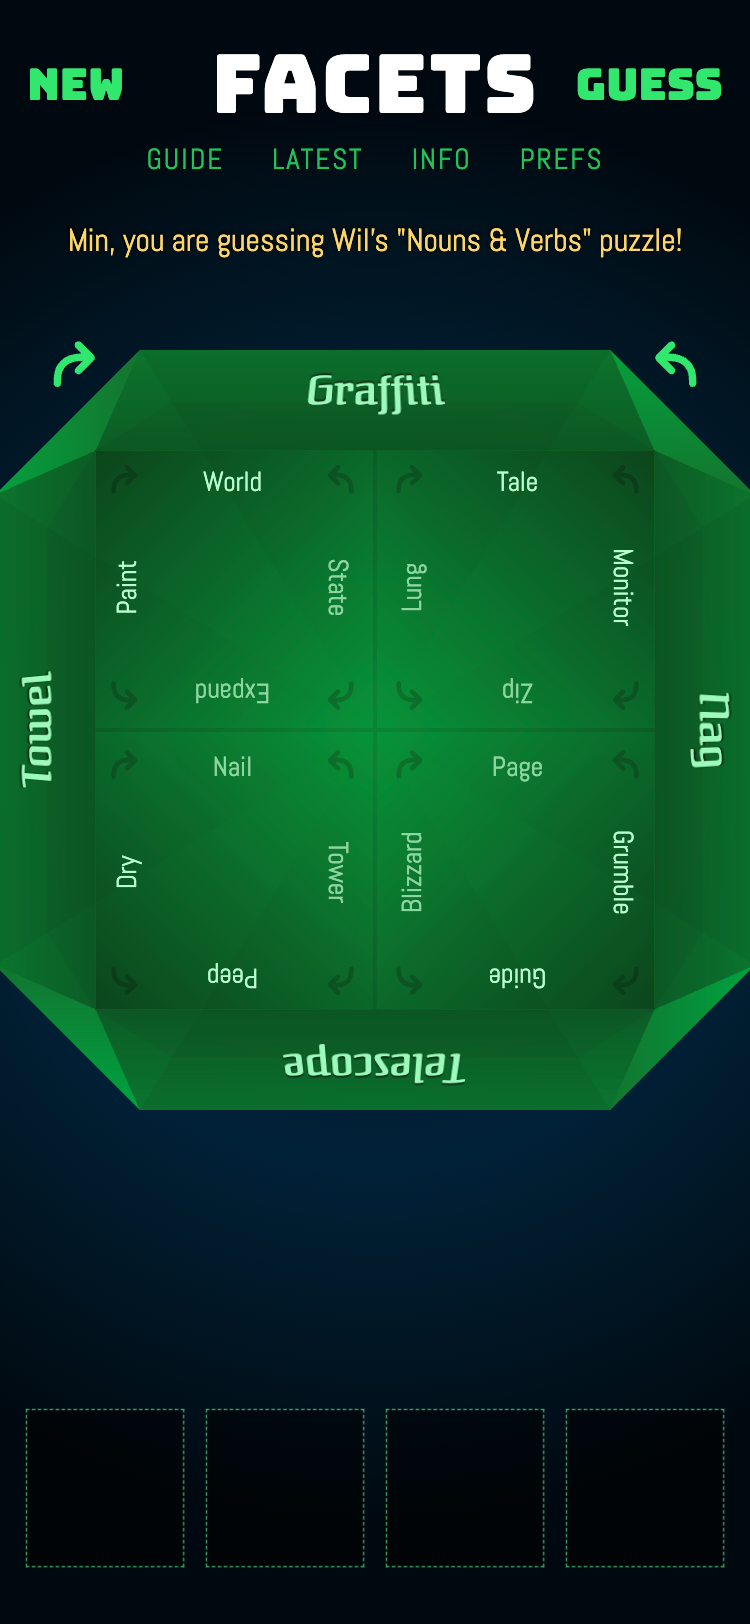 NEW FACETS GUESS
GUIDE LATEST INFO PREFS
Min, you are guessing Wil's "Nouns & Verbs" puzzle!
Graffiti
World Tale
Paint State Lung Monitor
Expand Zip
Towel Nag
Nail Page
Dry Tower Blizzard Grumble
Peep Guide
Telescope